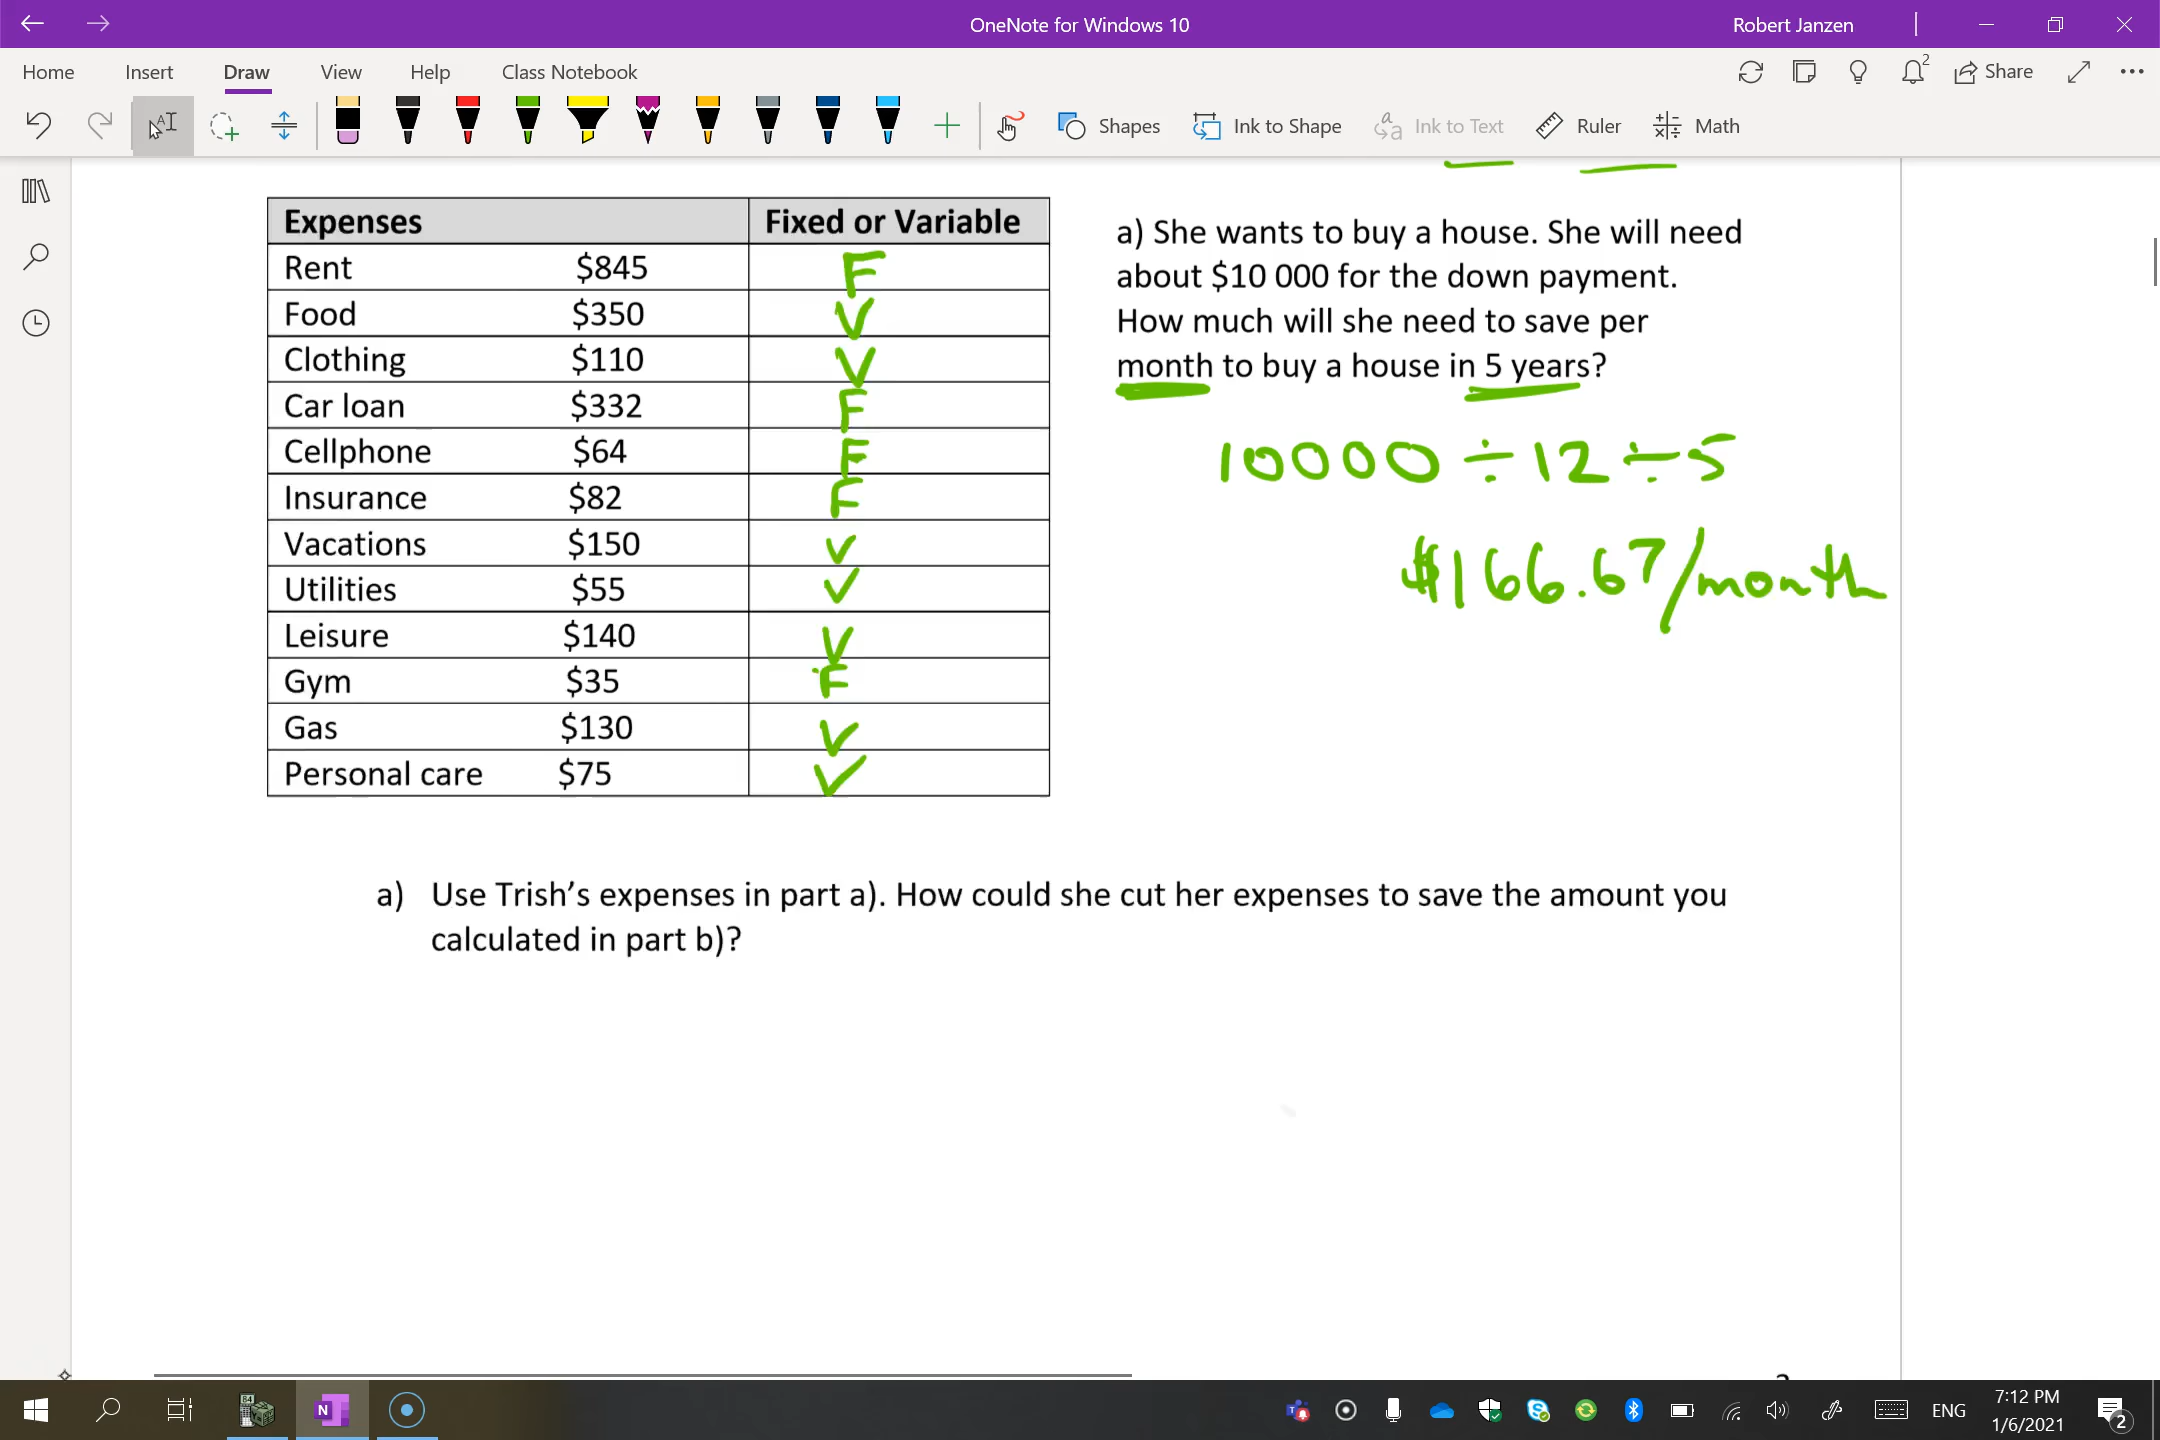 OneNote for Windows 10
Robert Janzen
Home Insert Draw View Help Class Notebook
2 Share
Shapes Ink to Shape Ink to Text Ruler Math
Expenses Fixed or Variable
Rent $845 F
Food $350 V
Clothing $110 V
Car loan $332 F
Cellphone $64 F
Insurance $82 F
Vacations $150 V
Utilities $55 V
Leisure $140 V
Gym $35 F
Gas $130 V
Personal care $75 V
a) She wants to buy a house. She will need
about $10 000 for the down payment.
How much will she need to save per
month to buy a house in 5 years?
10000 ÷ 12 ÷ 5
$166.67/month
a) Use Trish’s expenses in part a). How could she cut her expenses to save the amount you
calculated in part b)?
ENG
7:12 PM
1/6/2021
2